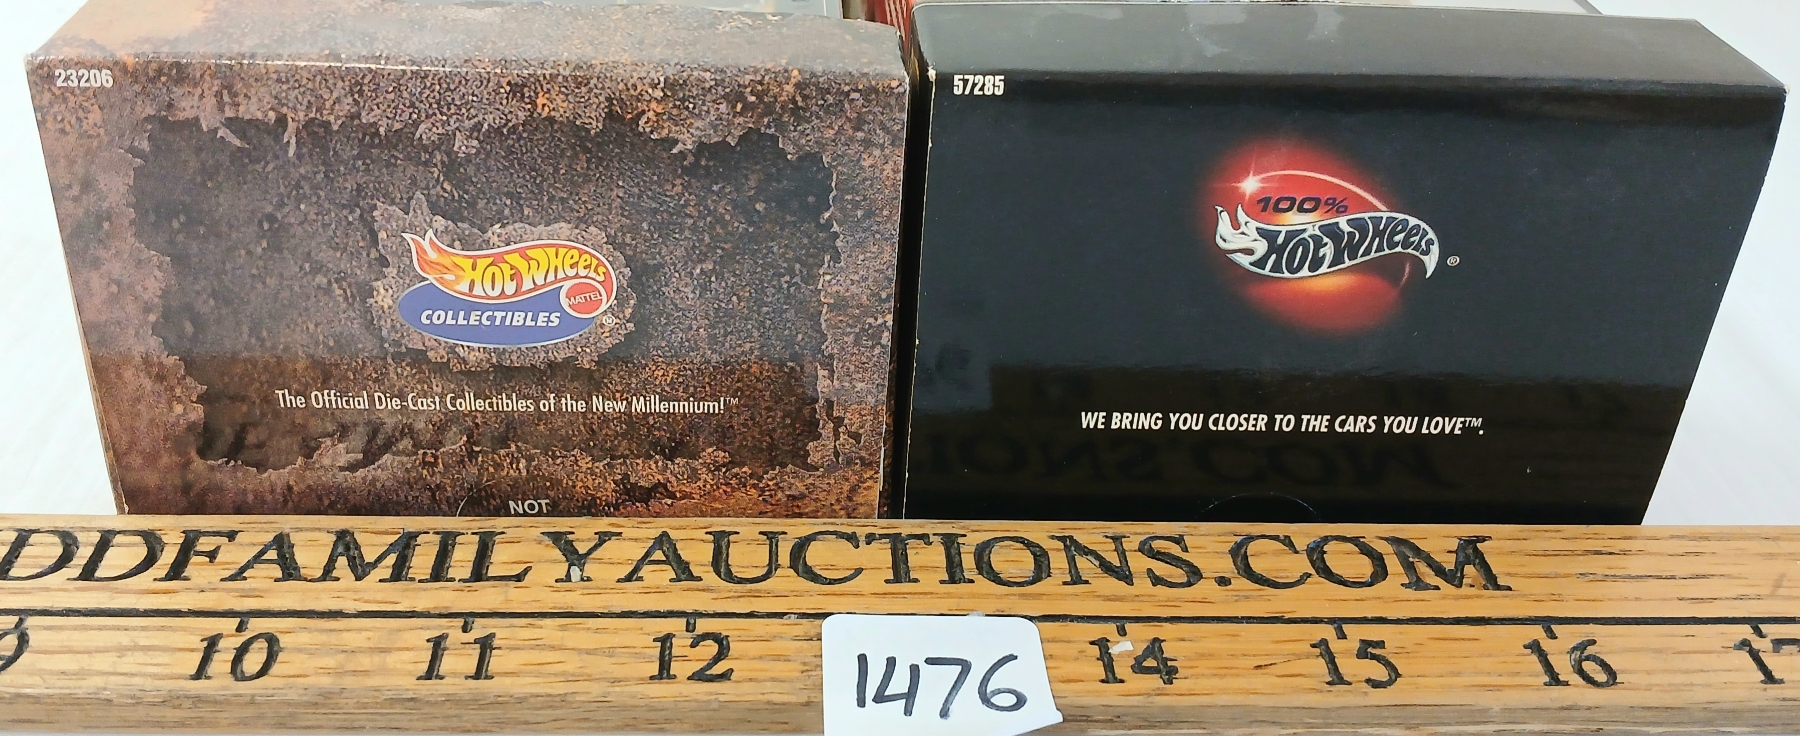 23206
HOT WHEELS
MATTEL
COLLECTIBLES
®
The Official Die-Cast Collectibles of the New Millennium!™
NOT
57285
100%
HOT WHEELS
®
WE BRING YOU CLOSER TO THE CARS YOU LOVE™.
DDFAMILYAUCTIONS.COM
9 10 11 12 14 15 16 17
1476